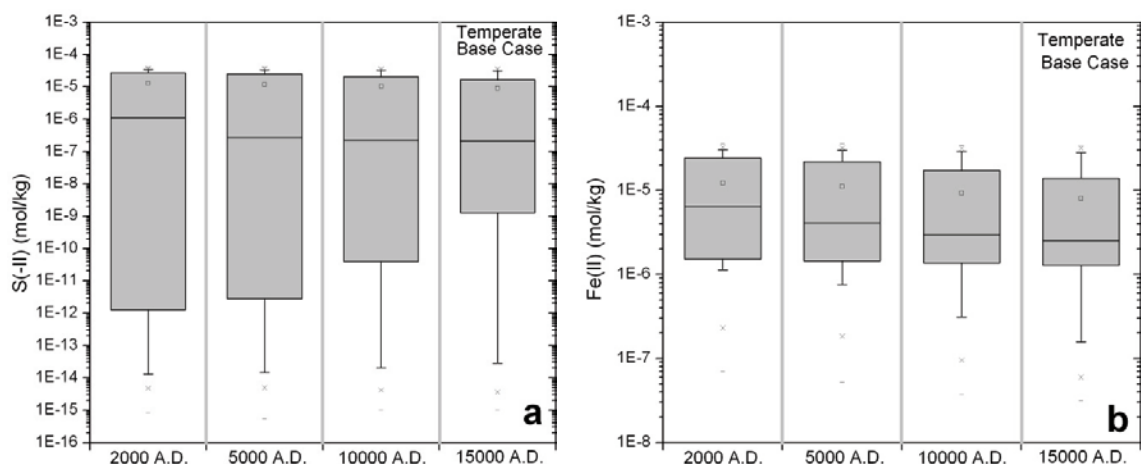 1E-3
1E-4
1E-5
1E-6
1E-7
1E-8
1E-9
1E-10
1E-11
1E-12
1E-13
1E-14
1E-15
1E-16
S(-II) (mol/kg)
Temperate
Base Case
a
2000 A.D. 5000 A.D. 10000 A.D. 15000 A.D.
1E-3
1E-4
1E-5
1E-6
1E-7
1E-8
Fe(II) (mol/kg)
Temperate
Base Case
b
2000 A.D. 5000 A.D. 10000 A.D. 15000 A.D.